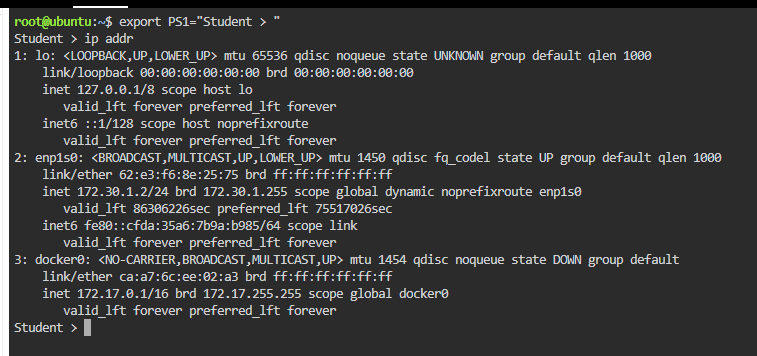 root@ubuntu:~$ export PS1="Student > "
Student > ip addr
1: lo: <LOOPBACK,UP,LOWER_UP> mtu 65536 qdisc noqueue state UNKNOWN group default qlen 1000
    link/loopback 00:00:00:00:00:00 brd 00:00:00:00:00:00
    inet 127.0.0.1/8 scope host lo
       valid_lft forever preferred_lft forever
    inet6 ::1/128 scope host noprefixroute
       valid_lft forever preferred_lft forever
2: enp1s0: <BROADCAST,MULTICAST,UP,LOWER_UP> mtu 1450 qdisc fq_codel state UP group default qlen 1000
    link/ether 62:e3:f6:8e:25:75 brd ff:ff:ff:ff:ff:ff
    inet 172.30.1.2/24 brd 172.30.1.255 scope global dynamic noprefixroute enp1s0
       valid_lft 86306226sec preferred_lft 75517026sec
    inet6 fe80::cfda:35a6:7b9a:b985/64 scope link
       valid_lft forever preferred_lft forever
3: docker0: <NO-CARRIER,BROADCAST,MULTICAST,UP> mtu 1454 qdisc noqueue state DOWN group default
    link/ether ca:a7:6c:ee:02:a3 brd ff:ff:ff:ff:ff:ff
    inet 172.17.0.1/16 brd 172.17.255.255 scope global docker0
       valid_lft forever preferred_lft forever
Student >